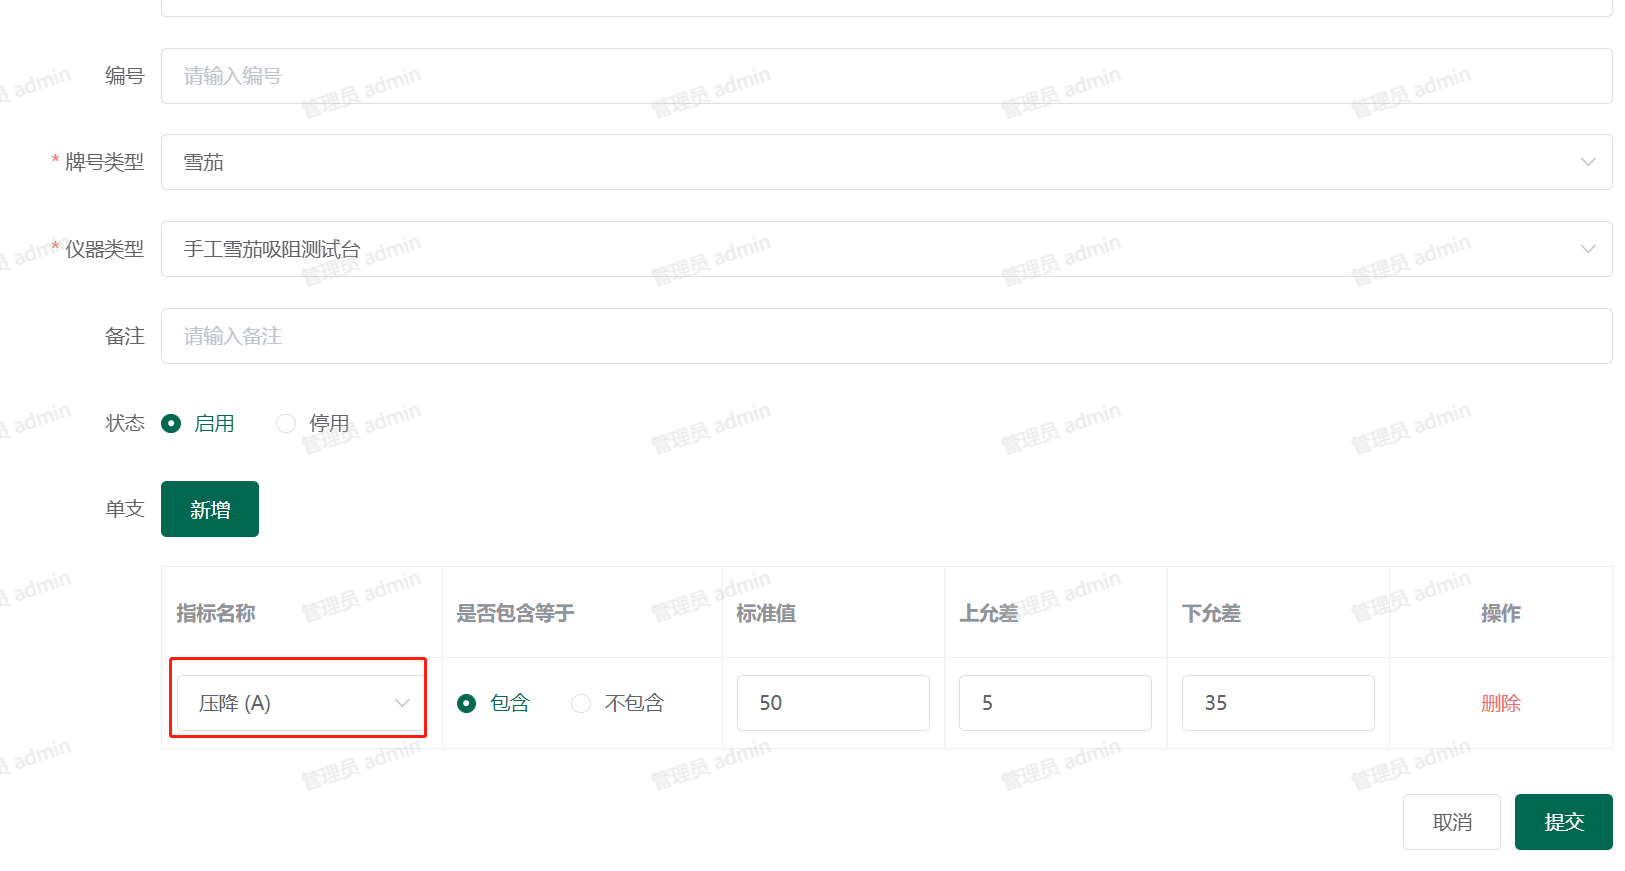 编号 请输入编号
* 牌号类型 雪茄
* 仪器类型 手工雪茄吸阻测试台
备注 请输入备注
状态 启用 停用
单支 新增
指标名称 是否包含等于 标准值 上允差 下允差 操作
压降 (A) 包含 不包含 50 5 35 删除
取消 提交
管理员 admin